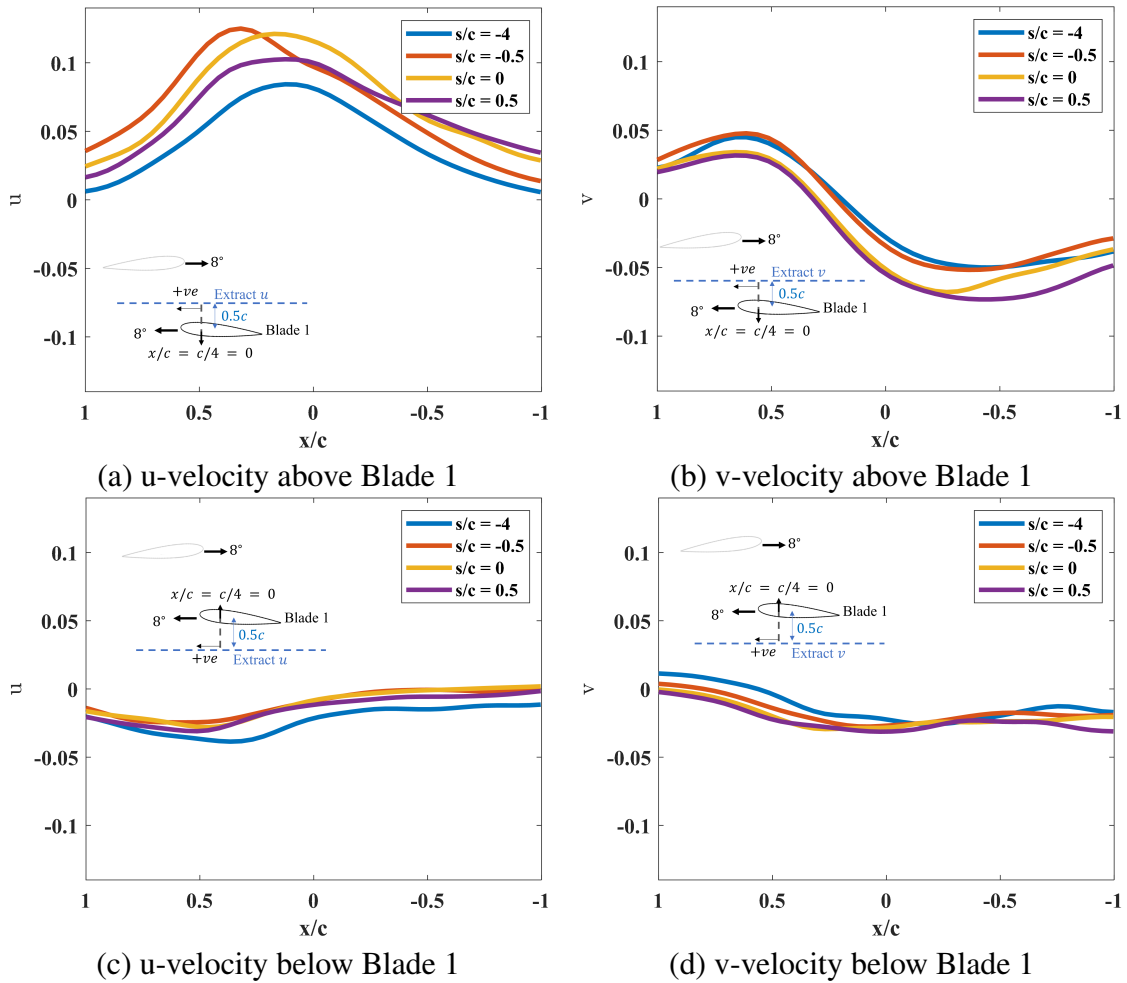 s/c = -4
s/c = -0.5
s/c = 0
s/c = 0.5
0.1
0.05
0
-0.05
-0.1
u
8°
+ve
Extract u
0.5c
8°
Blade 1
x/c = c/4 = 0
1
0.5
0
-0.5
-1
x/c
(a) u-velocity above Blade 1
s/c = -4
s/c = -0.5
s/c = 0
s/c = 0.5
0.1
0.05
0
-0.05
-0.1
v
8°
+ve
Extract v
0.5c
8°
Blade 1
x/c = c/4 = 0
1
0.5
0
-0.5
-1
x/c
(b) v-velocity above Blade 1
s/c = -4
s/c = -0.5
s/c = 0
s/c = 0.5
0.1
0.05
0
-0.05
-0.1
u
8°
x/c = c/4 = 0
8°
Blade 1
0.5c
+ve
Extract u
1
0.5
0
-0.5
-1
x/c
(c) u-velocity below Blade 1
s/c = -4
s/c = -0.5
s/c = 0
s/c = 0.5
0.1
0.05
0
-0.05
-0.1
v
8°
x/c = c/4 = 0
8°
Blade 1
0.5c
+ve
Extract v
1
0.5
0
-0.5
-1
x/c
(d) v-velocity below Blade 1